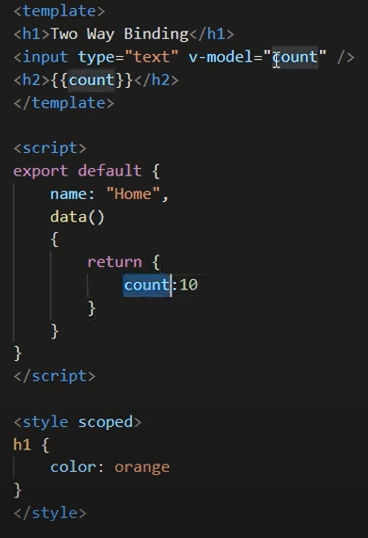 <template>
<h1>Two Way Binding</h1>
<input type="text" v-model="count" />
<h2>{{count}}</h2>
</template>
<script>
export default {
name: "Home",
data()
{
return {
count:10
}
}
}
</script>
<style scoped>
h1 {
color: orange
}
</style>